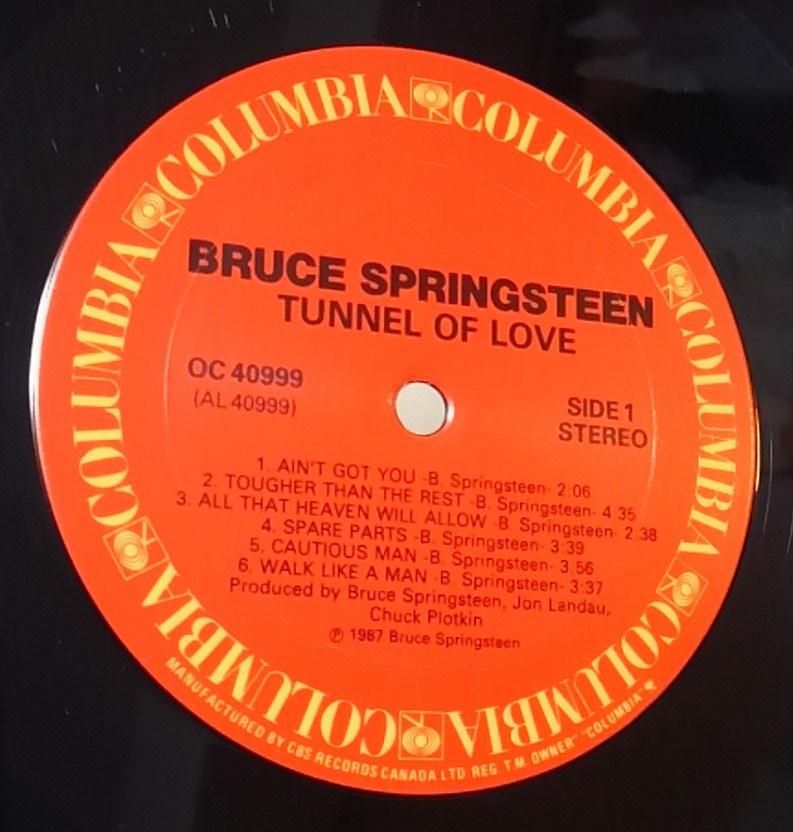 COLUMBIA COLUMBIA COLUMBIA COLUMBIA COLUMBIA COLUMBIA COLUMBIA COLUMBIA
BRUCE SPRINGSTEEN
TUNNEL OF LOVE
OC 40999
(AL 40999)
SIDE 1
STEREO
1. AIN'T GOT YOU -B. Springsteen- 2:06
2. TOUGHER THAN THE REST -B. Springsteen- 4:35
3. ALL THAT HEAVEN WILL ALLOW -B. Springsteen- 2:38
4. SPARE PARTS -B. Springsteen- 3:39
5. CAUTIOUS MAN -B. Springsteen- 3:56
6. WALK LIKE A MAN -B. Springsteen- 3:37
Produced by Bruce Springsteen, Jon Landau,
Chuck Plotkin
℗ 1987 Bruce Springsteen
MANUFACTURED BY CBS RECORDS CANADA LTD REG. T.M. OWNER "COLUMBIA"